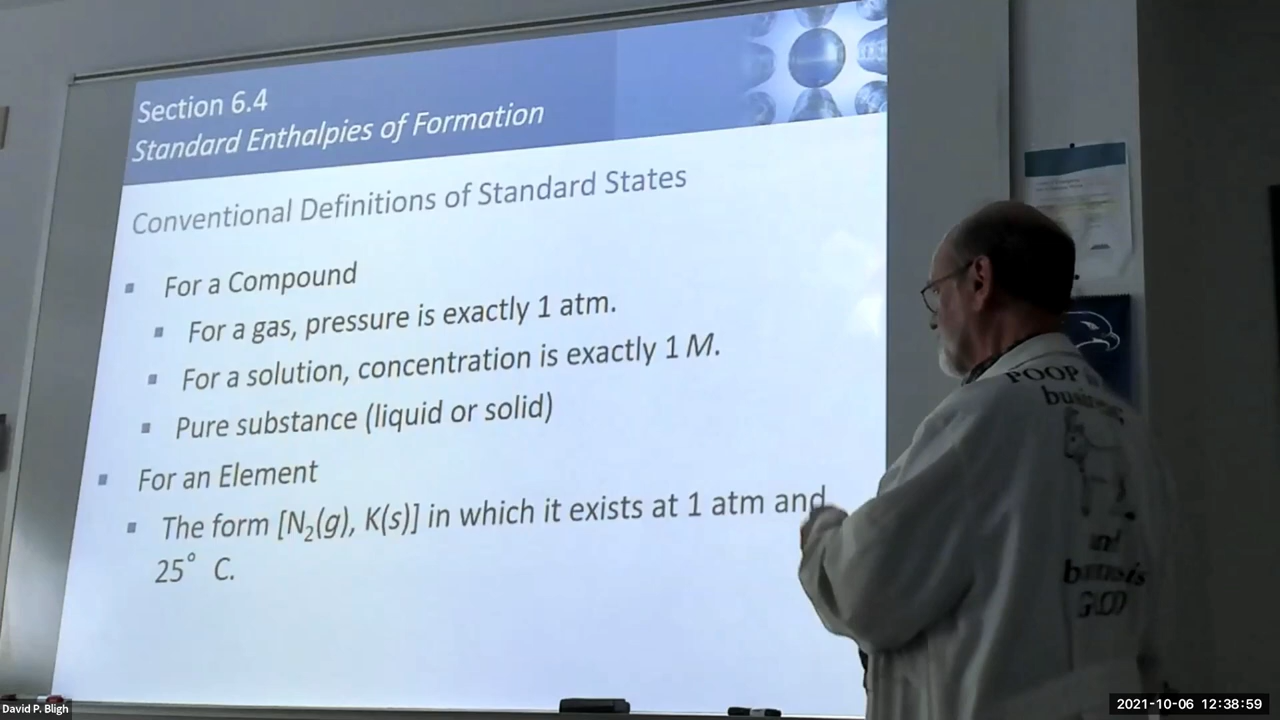 Section 6.4
Standard Enthalpies of Formation
Conventional Definitions of Standard States
▪ For a Compound
▪ For a gas, pressure is exactly 1 atm.
▪ For a solution, concentration is exactly 1 M.
▪ Pure substance (liquid or solid)
▪ For an Element
▪ The form [N₂(g), K(s)] in which it exists at 1 atm and
25° C.
POOP
and
is
GOOD
David P. Bligh
2021-10-06 12:38:59